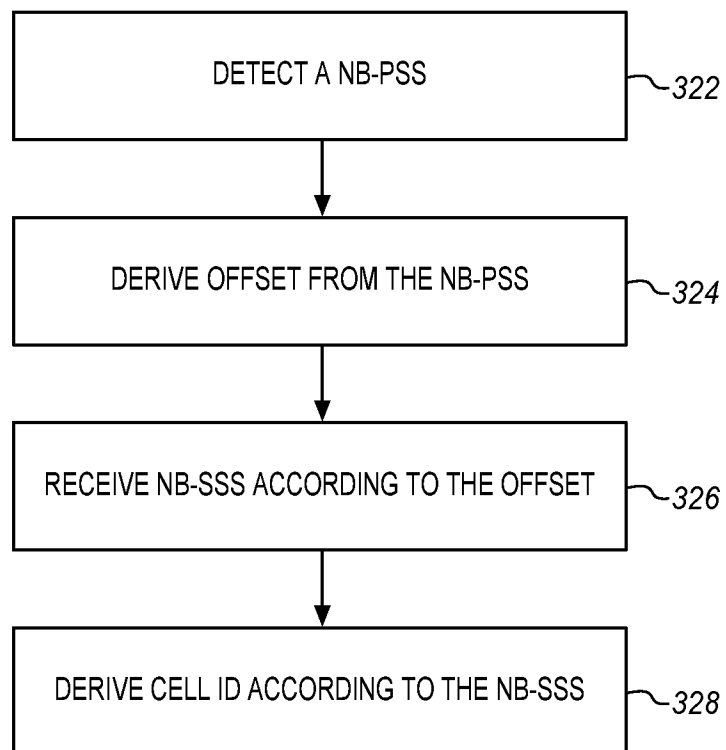 DETECT A NB-PSS
322
DERIVE OFFSET FROM THE NB-PSS
324
RECEIVE NB-SSS ACCORDING TO THE OFFSET
326
DERIVE CELL ID ACCORDING TO THE NB-SSS
328